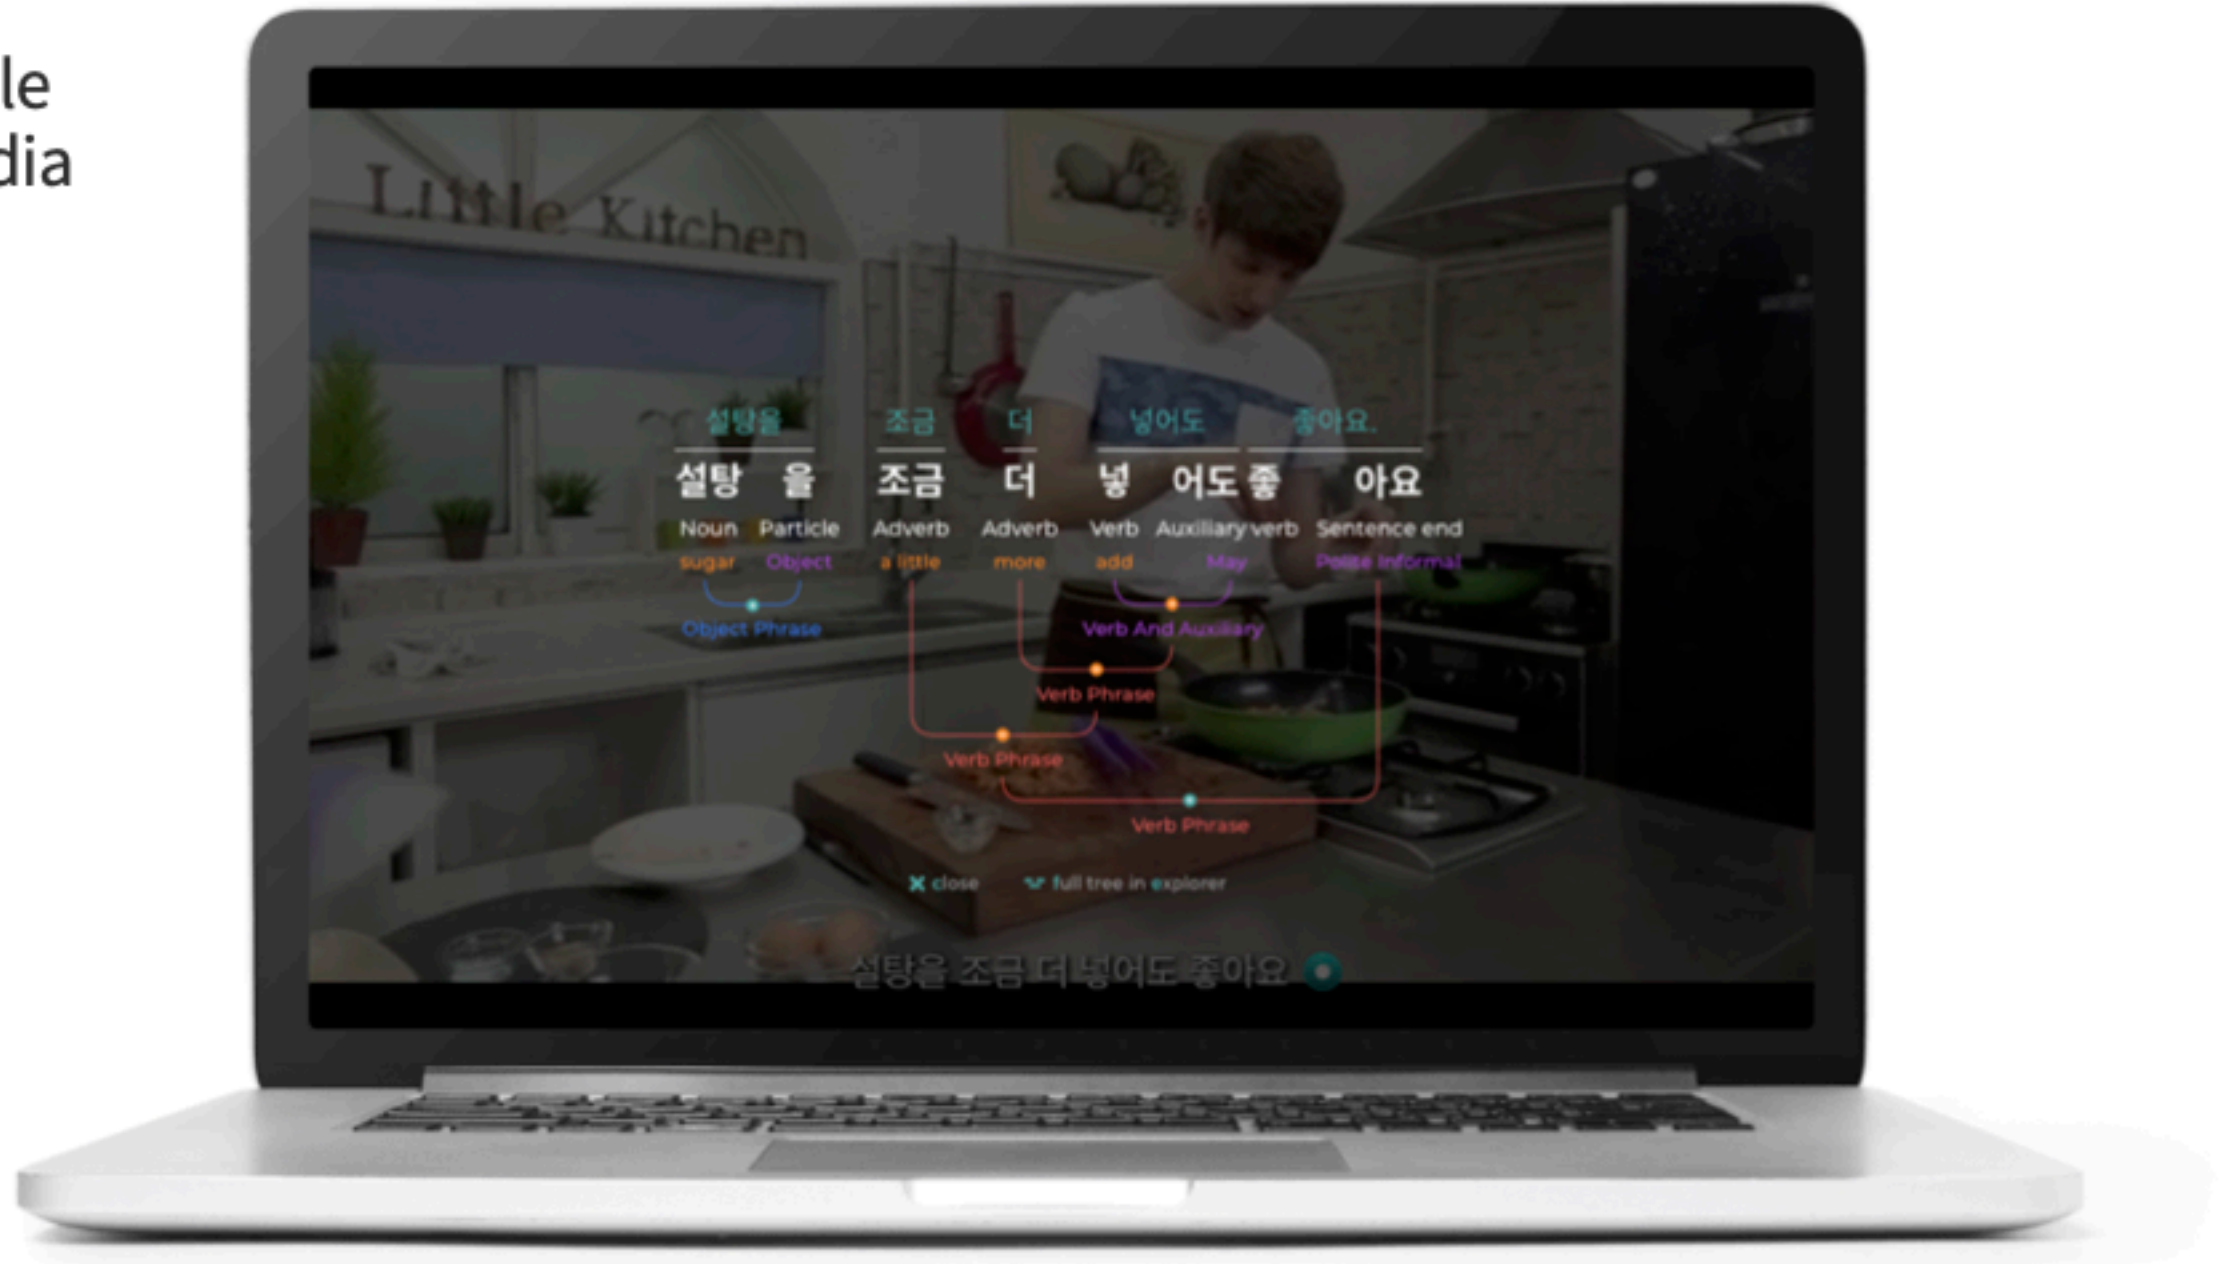 le
dia
Little Kitchen
설탕을 조금 더 넣어도 좋아요.
설탕 을 조금 더 넣 어도 좋 아요
Noun Particle Adverb Adverb Verb Auxiliary verb Sentence end
sugar Object a little more add May Polite Informal
Object Phrase Verb And Auxiliary
Verb Phrase
Verb Phrase
Verb Phrase
close full tree in explorer
설탕을 조금 더 넣어도 좋아요